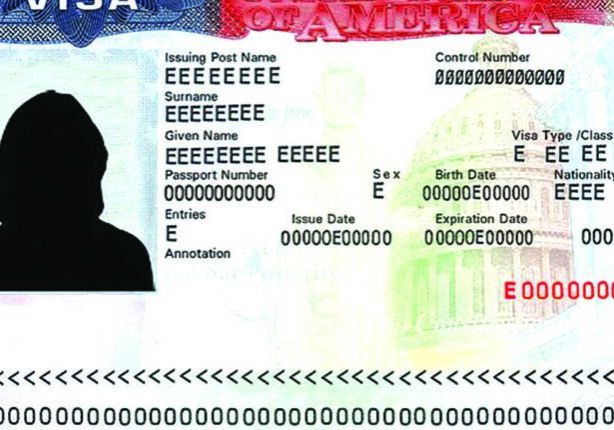 VISA
OF AMERICA
Issuing Post Name Control Number
EEEEEEEE 0000000000000
Surname
EEEEEEEE
Given Name Visa Type /Class
EEEEEEEE EEEEE E EE EE
Passport Number Sex Birth Date Nationality
00000000000 E 00000E00000 EEEE
Entries Issue Date Expiration Date
E 00000E00000 00000E00000 000
Annotation
E0000000